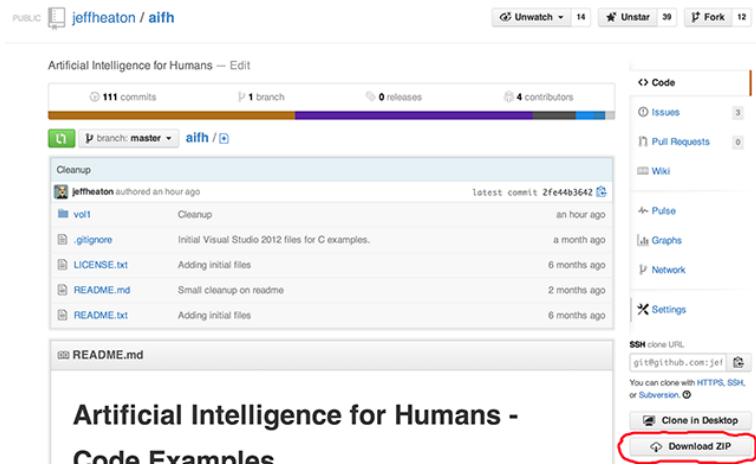 PUBLIC jeffheaton / aifh
Unwatch 14 Unstar 39 Fork 12
Artificial Intelligence for Humans — Edit
111 commits 1 branch 0 releases 4 contributors
branch: master aifh /
Cleanup
jeffheaton authored an hour ago latest commit 2fe44b3642
vol1 Cleanup an hour ago
.gitignore Initial Visual Studio 2012 files for C examples. a month ago
LICENSE.txt Adding initial files 6 months ago
README.md Small cleanup on readme 2 months ago
README.txt Adding initial files 6 months ago
README.md
Artificial Intelligence for Humans -
Code Examples
Code
Issues 3
Pull Requests 0
Wiki
Pulse
Graphs
Network
Settings
SSH clone URL
git@github.com:jef
You can clone with HTTPS, SSH,
or Subversion.
Clone in Desktop
Download ZIP